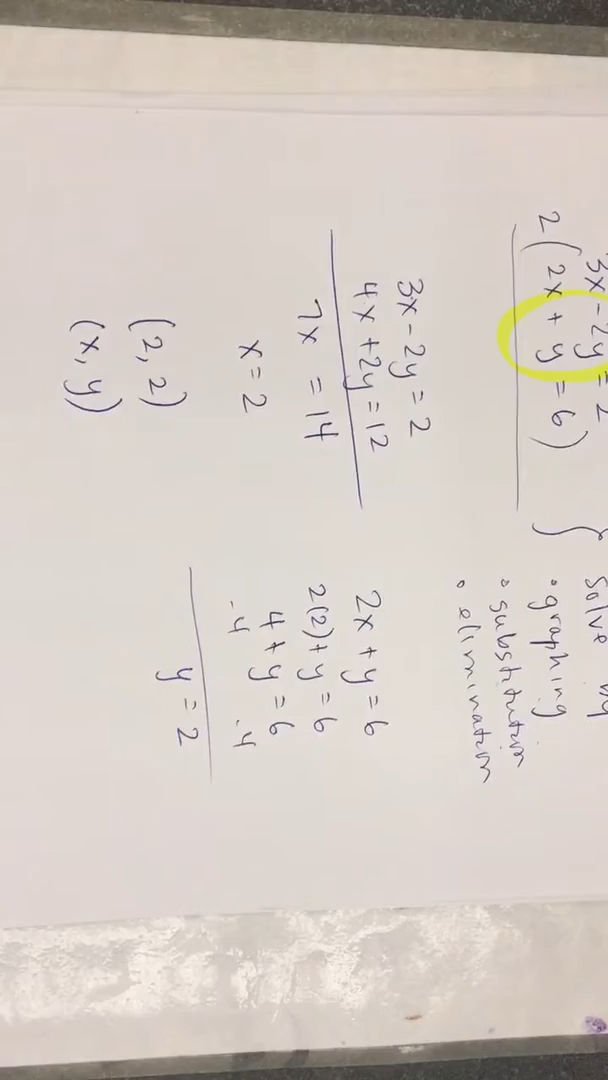 3x - 2y = 2
2(2x + y = 6)
solve by
• graphing
• substitution
• elimination
3x - 2y = 2
4x + 2y = 12
7x = 14
x = 2
(2, 2)
(x, y)
2x + y = 6
2(2) + y = 6
4 + y = 6
-4 -4
y = 2